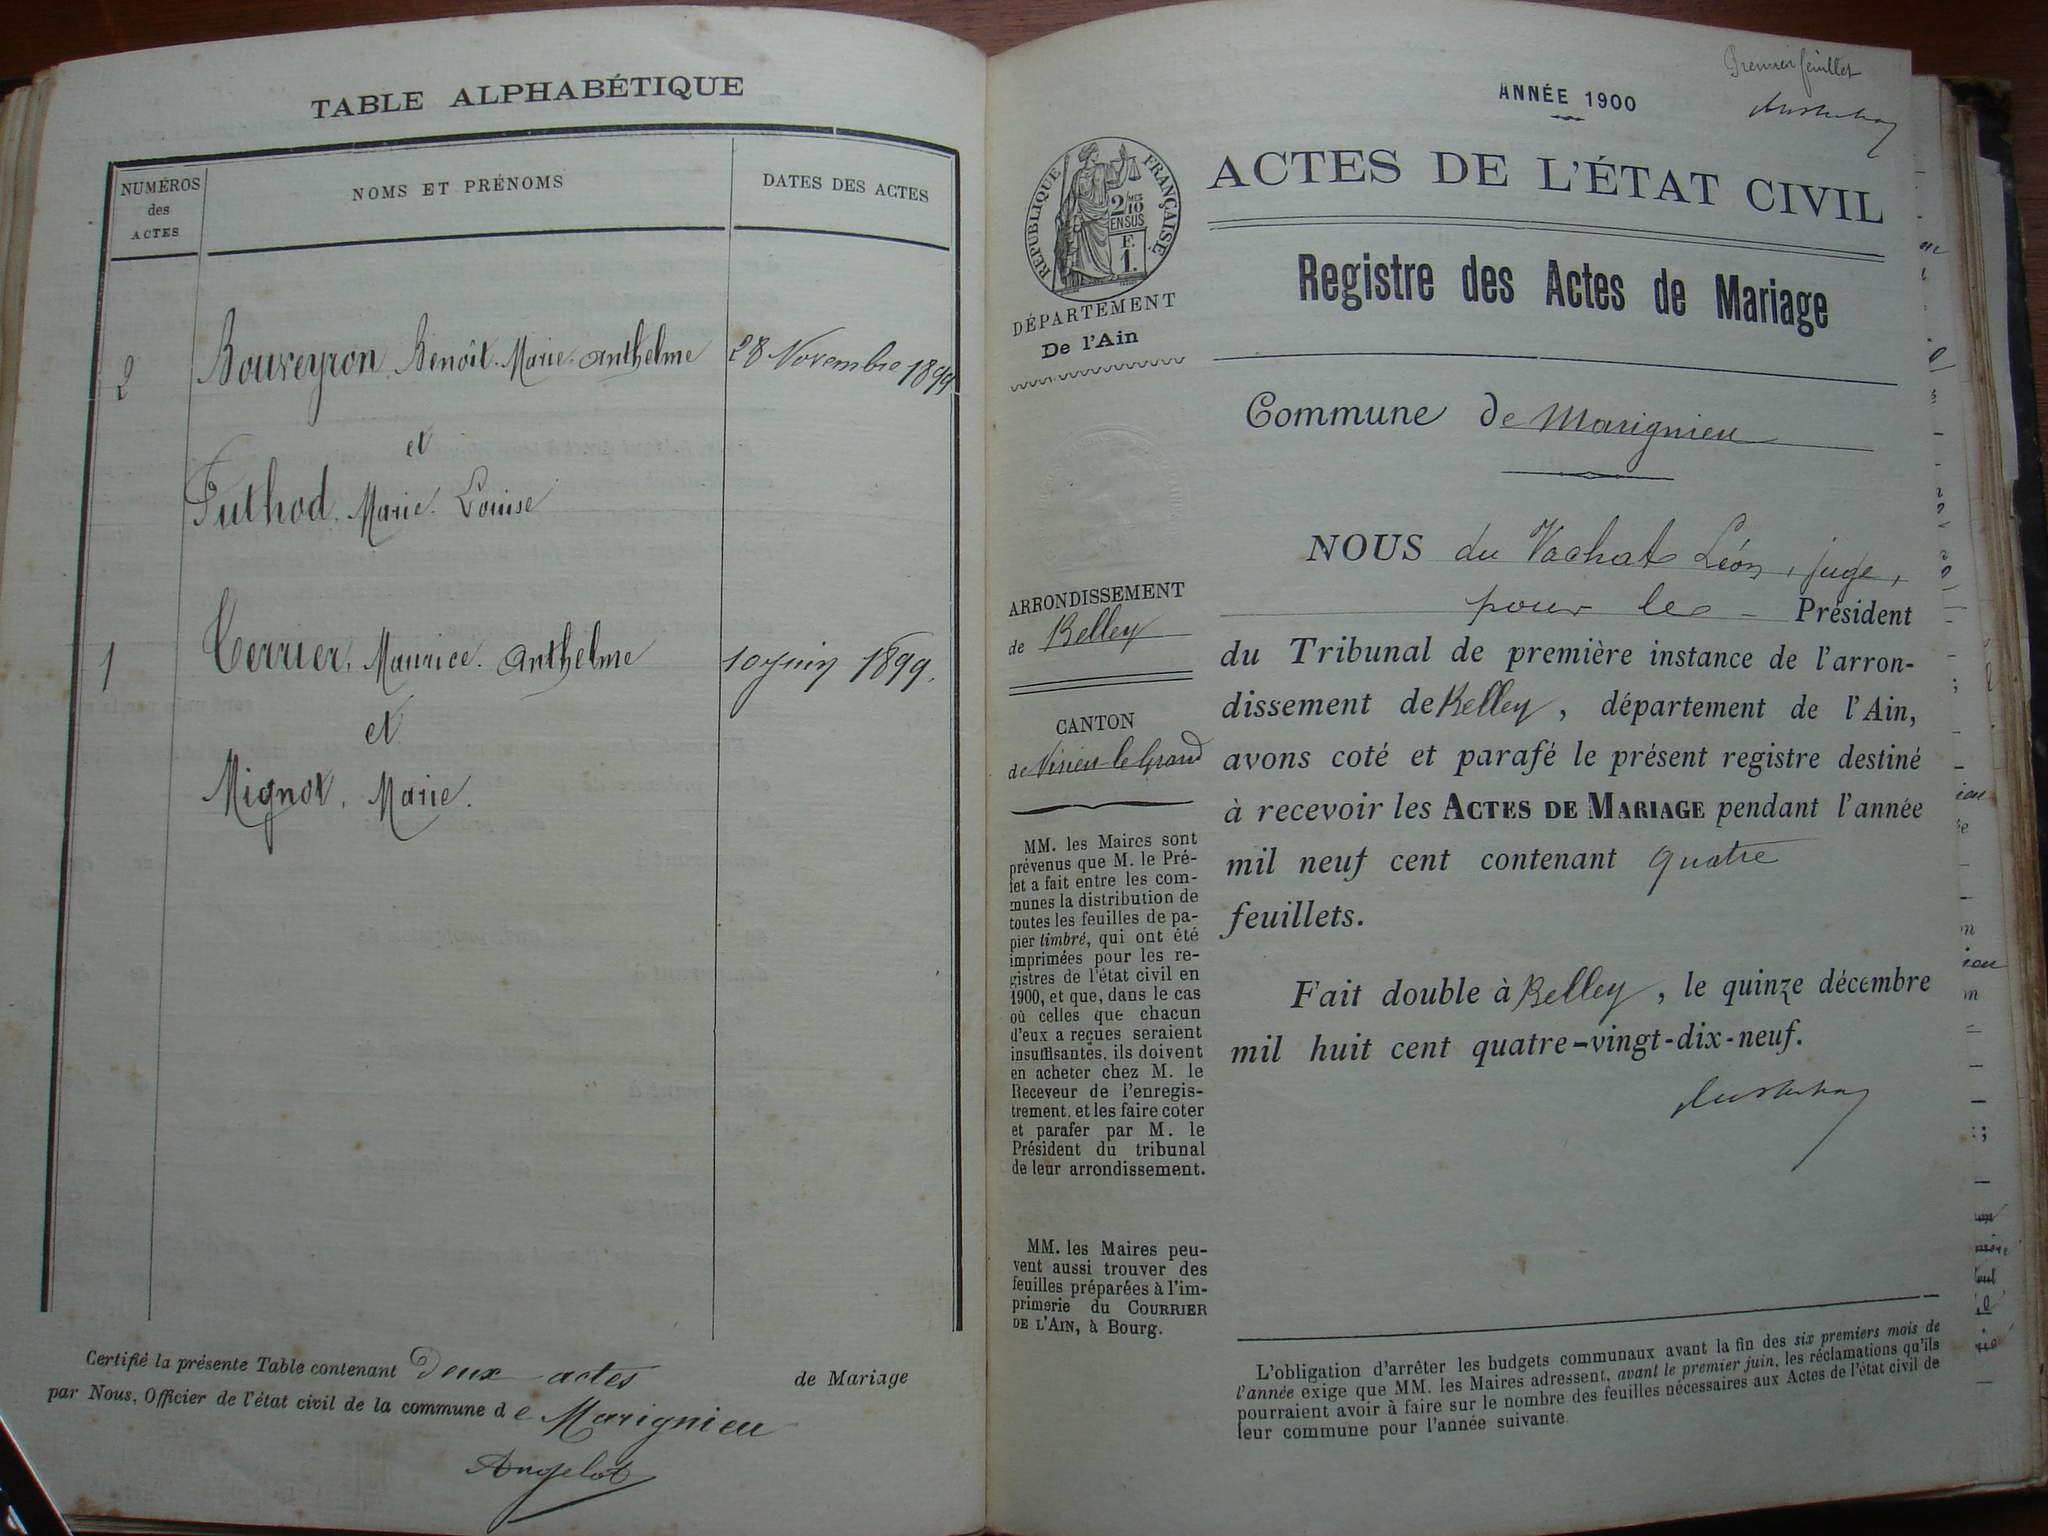 TABLE ALPHABÉTIQUE
NUMÉROS
des
ACTES
NOMS ET PRÉNOMS
DATES DES ACTES
2 Bouveyron Benoît Marie Anthelme 28 Novembre 1899
et
Futhod, Marie Louise
1 Terrier, Maurice Anthelme 10 juin 1899.
et
Mignot, Marie.
Certifié la présente Table contenant deux actes de Mariage
par Nous, Officier de l'état civil de la commune de Marignieu
Angelot
Premier feuillet
ANNÉE 1900
RÉPUBLIQUE FRANÇAISE
2 MES
10
EN SUS
F.
1.
DÉPARTEMENT
De l'Ain
ACTES DE L'ÉTAT CIVIL
Registre des Actes de Mariage
Commune de Marignieu
ARRONDISSEMENT
de Belley
CANTON
de Virieu-le-Grand
MM. les Maires sont
prévenus que M. le Pré-
fet a fait entre les com-
munes la distribution de
toutes les feuilles de pa-
pier timbré, qui ont été
imprimées pour les re-
gistres de l'état civil en
1900, et que, dans le cas
où celles que chacun
d'eux a reçues seraient
insuffisantes, ils doivent
en acheter chez M. le
Receveur de l'enregis-
trement, et les faire coter
et parafer par M. le
Président du tribunal
de leur arrondissement.
MM. les Maires peu-
vent aussi trouver des
feuilles préparées à l'im-
primerie du COURRIER
DE L'AIN, à Bourg.
NOUS du Vachat Léon, juge,
pour le Président
du Tribunal de première instance de l'arron-
dissement de Belley, département de l'Ain,
avons coté et parafé le présent registre destiné
à recevoir les ACTES DE MARIAGE pendant l'année
mil neuf cent contenant quatre
feuillets.
Fait double à Belley, le quinze décembre
mil huit cent quatre-vingt-dix-neuf.
L'obligation d'arrêter les budgets communaux avant la fin des six premiers mois de
l'année exige que MM. les Maires adressent, avant le premier juin, les réclamations qu'ils
pourraient avoir à faire sur le nombre des feuilles nécessaires aux Actes de l'état civil de
leur commune pour l'année suivante.